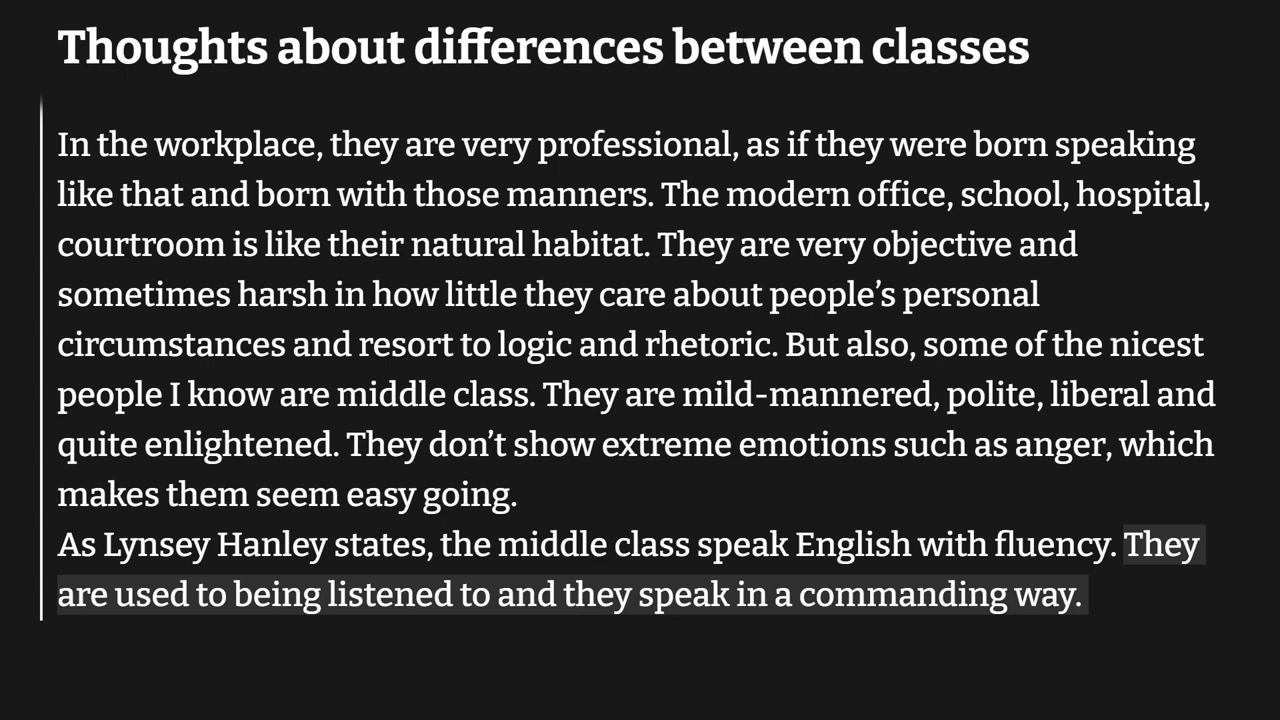 Thoughts about differences between classes
In the workplace, they are very professional, as if they were born speaking
like that and born with those manners. The modern office, school, hospital,
courtroom is like their natural habitat. They are very objective and
sometimes harsh in how little they care about people’s personal
circumstances and resort to logic and rhetoric. But also, some of the nicest
people I know are middle class. They are mild-mannered, polite, liberal and
quite enlightened. They don’t show extreme emotions such as anger, which
makes them seem easy going.
As Lynsey Hanley states, the middle class speak English with fluency. They
are used to being listened to and they speak in a commanding way.